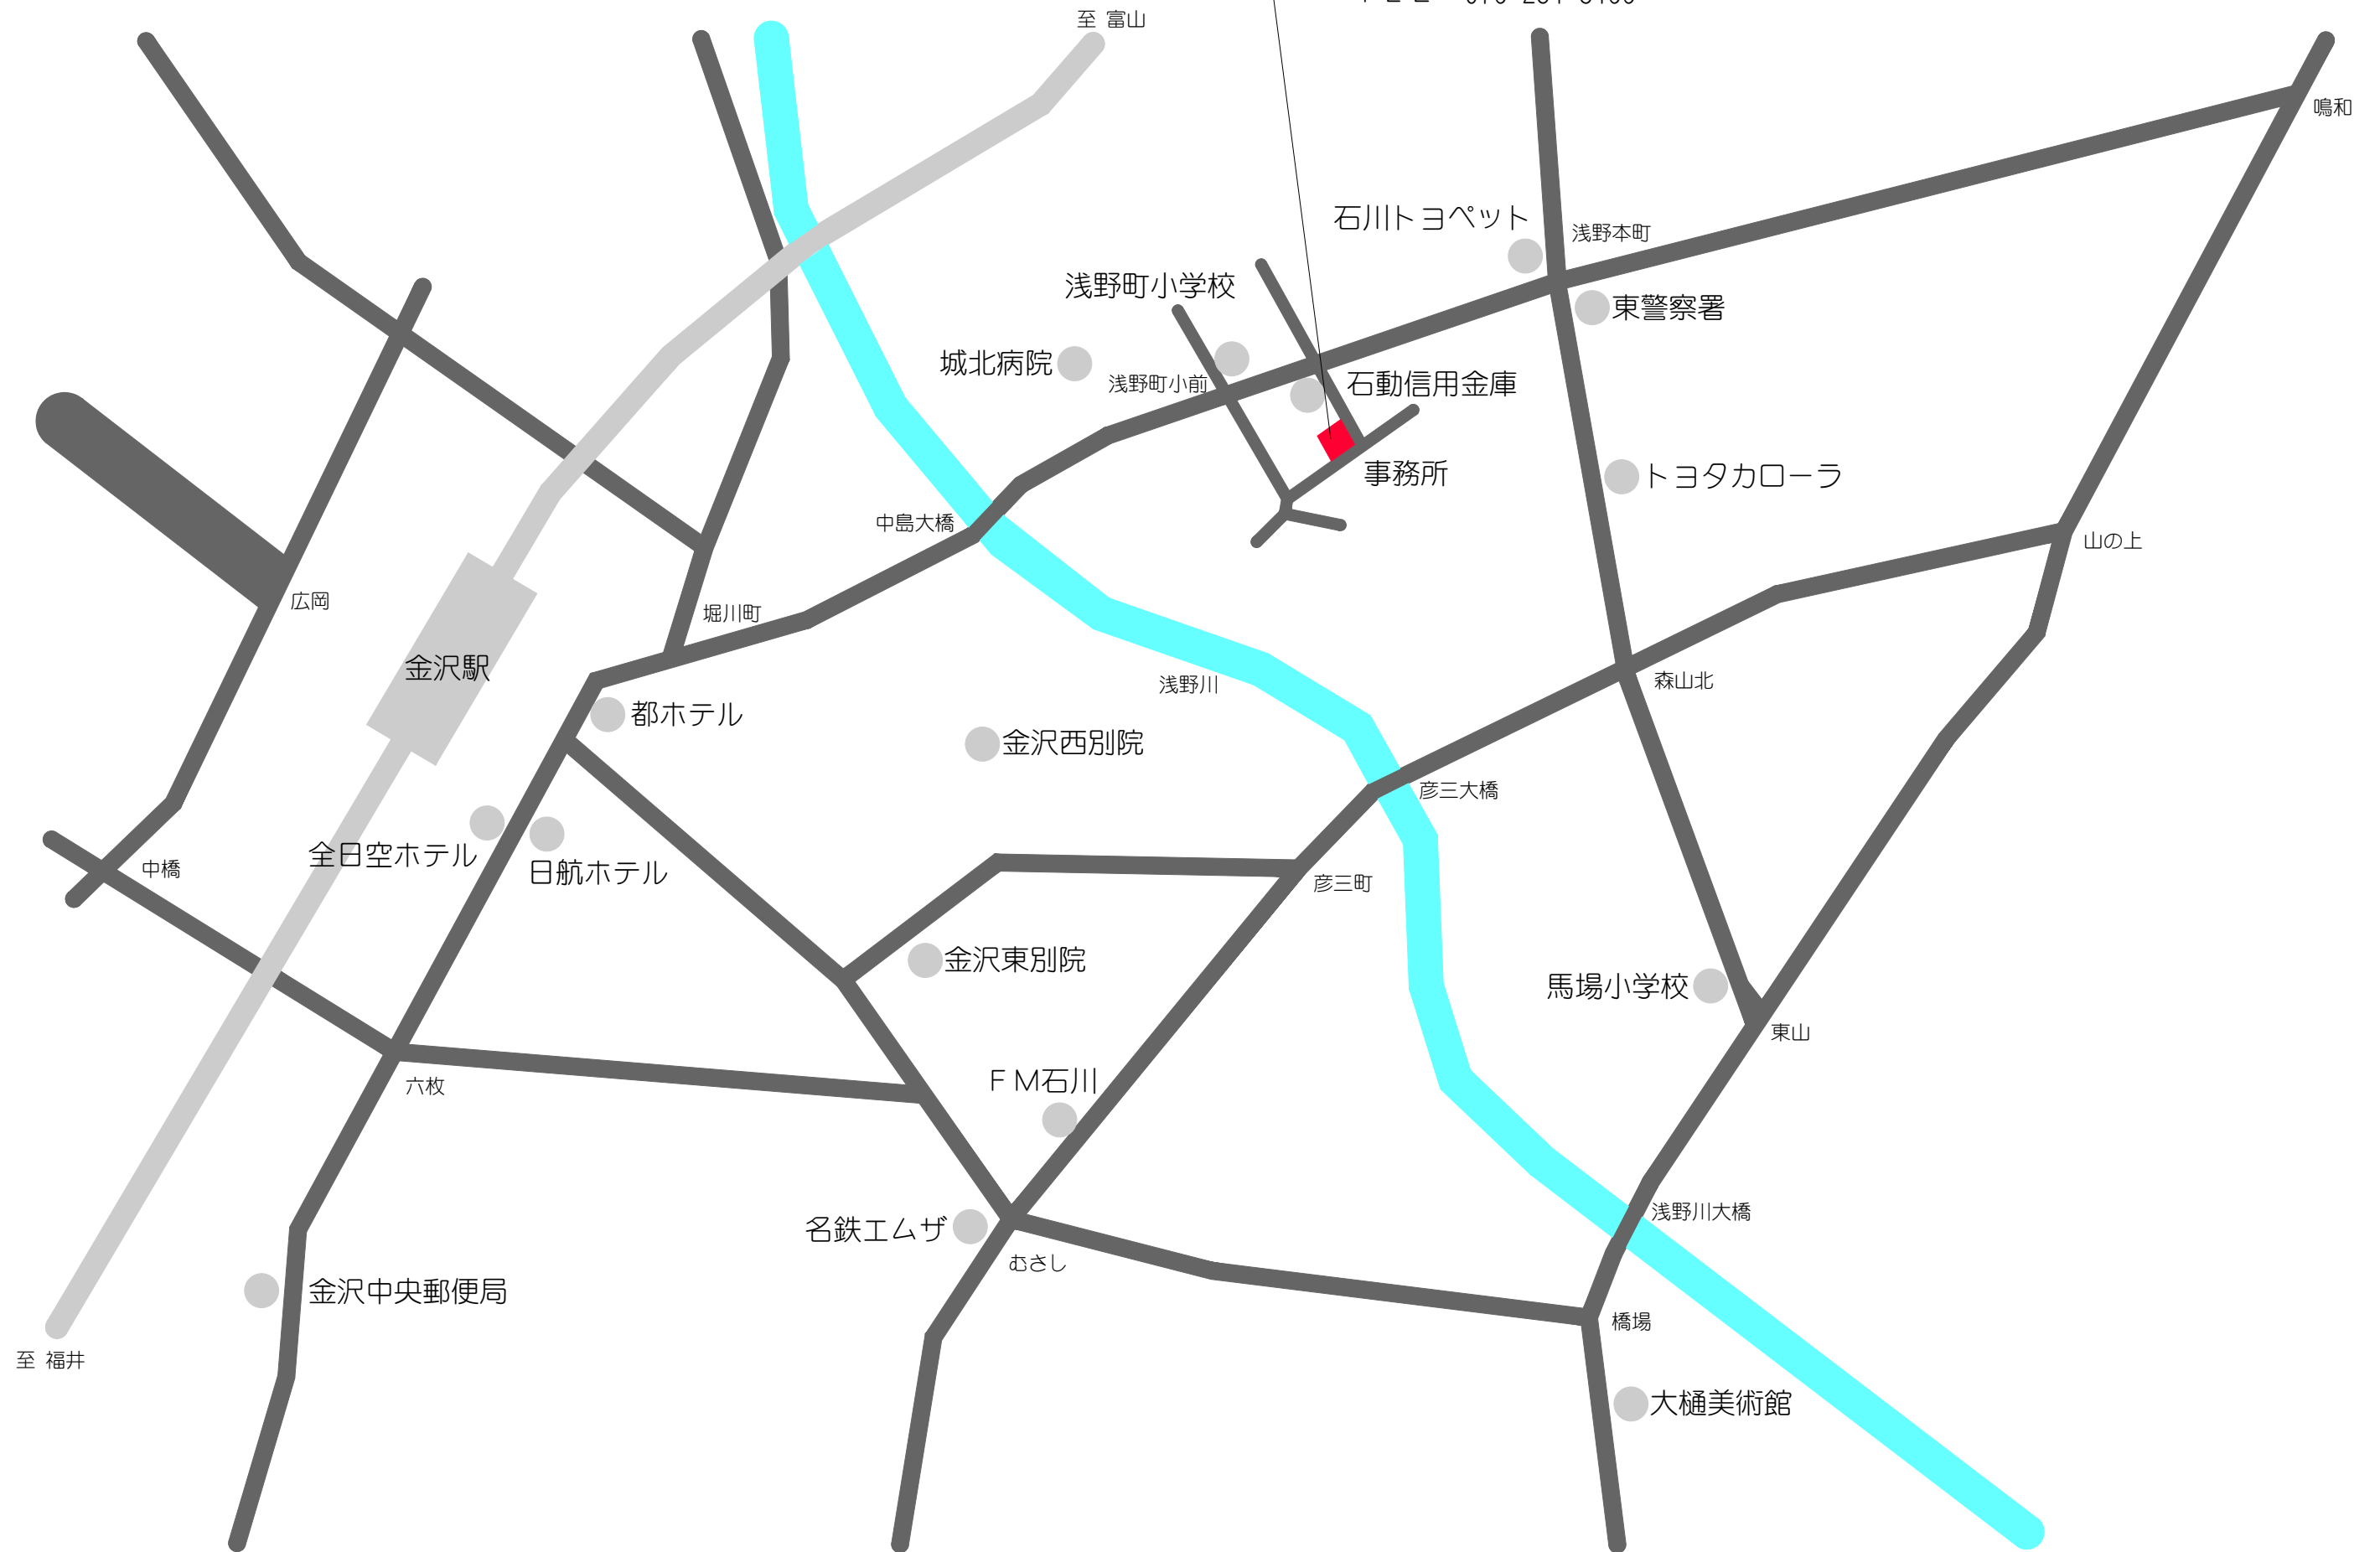 至 富山
鳴和
石川トヨペット
浅野本町
浅野町小学校
東警察署
城北病院
浅野町小前
石動信用金庫
事務所
トヨタカローラ
中島大橋
山の上
広岡
堀川町
金沢駅
浅野川
森山北
都ホテル
金沢西別院
彦三大橋
全日空ホテル
日航ホテル
中橋
彦三町
金沢東別院
馬場小学校
東山
六枚
FM石川
名鉄エムザ
浅野川大橋
むさし
金沢中央郵便局
橋場
至 福井
大樋美術館